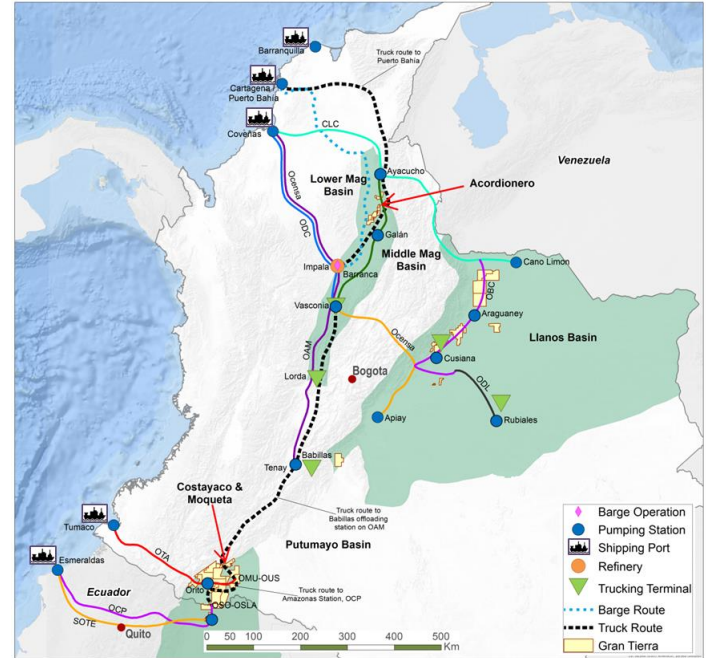 Barranquilla
Truck route to
Puerto Bahía
Cartagena
Puerto Bahía
Coveñas
CLC
Venezuela
Ayacucho
Lower Mag
Basin
Acordionero
Ocensa
ODC
Galán
Middle Mag
Basin
Impala
Barranca
Cano Limon
OBC
Vasconia
Araguaney
Ocensa
Llanos Basin
OAM
Cusiana
Lorda
Bogota
ODL
Apiay
Rubiales
Babillas
Tenay
Costayaco &
Moqueta
Truck route to
Babillas offloading
station on OAM
Tumaco
Putumayo Basin
OTA
Esmeraldas
OMU-OUS
Orito
Truck route to
Amazonas Station, OCP
Ecuador
OCP
OSO-OSLA
SOTE
Quito
0 50 100 200 300 400 500
Km
Barge Operation
Pumping Station
Shipping Port
Refinery
Trucking Terminal
Barge Route
Truck Route
Gran Tierra